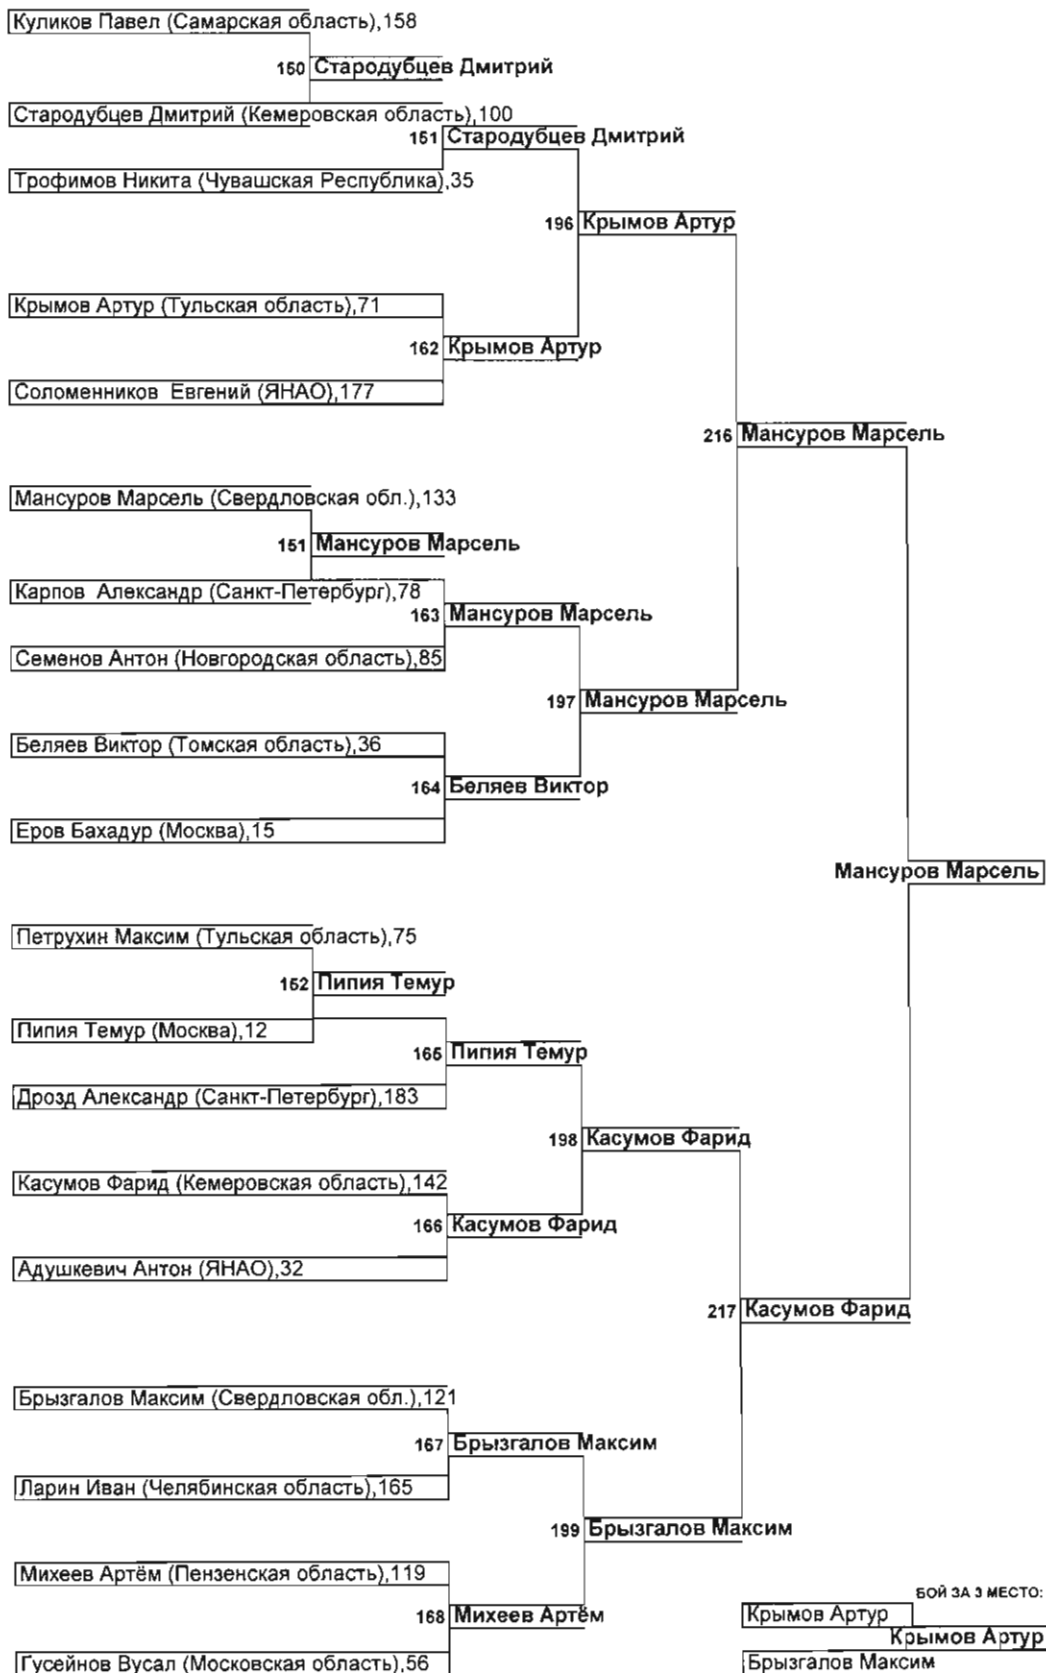 Куликов Павел (Самарская область),158
150 Стародубцев Дмитрий
Стародубцев Дмитрий (Кемеровская область),100
151 Стародубцев Дмитрий
Трофимов Никита (Чувашская Республика),35
196 Крымов Артур
Крымов Артур (Тульская область),71
162 Крымов Артур
Соломенников Евгений (ЯНАО),177
216 Мансуров Марсель
Мансуров Марсель (Свердловская обл.),133
151 Мансуров Марсель
Карпов Александр (Санкт-Петербург),78
163 Мансуров Марсель
Семенов Антон (Новгородская область),85
197 Мансуров Марсель
Беляев Виктор (Томская область),36
164 Беляев Виктор
Еров Бахадур (Москва),15
Мансуров Марсель
Петрухин Максим (Тульская область),75
152 Пипия Темур
Пипия Темур (Москва),12
165 Пипия Темур
Дрозд Александр (Санкт-Петербург),183
198 Касумов Фарид
Касумов Фарид (Кемеровская область),142
166 Касумов Фарид
Адушкевич Антон (ЯНАО),32
217 Касумов Фарид
Брызгалов Максим (Свердловская обл.),121
167 Брызгалов Максим
Ларин Иван (Челябинская область),165
199 Брызгалов Максим
Михеев Артём (Пензенская область),119
БОЙ ЗА 3 МЕСТО:
168 Михеев Артём
Крымов Артур
Крымов Артур
Гусейнов Вусал (Московская область),56
Брызгалов Максим